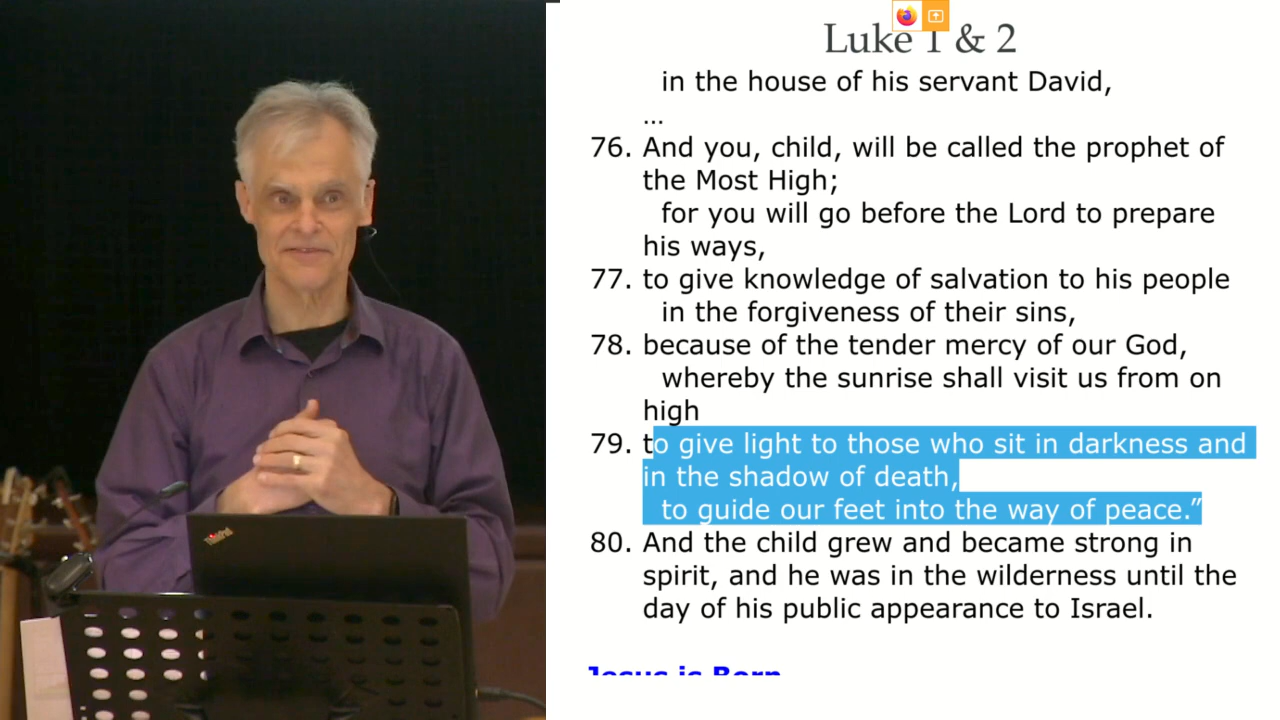 Luke 1 & 2
in the house of his servant David,
…
76. And you, child, will be called the prophet of
the Most High;
for you will go before the Lord to prepare
his ways,
77. to give knowledge of salvation to his people
in the forgiveness of their sins,
78. because of the tender mercy of our God,
whereby the sunrise shall visit us from on
high
79. to give light to those who sit in darkness and
in the shadow of death,
to guide our feet into the way of peace.”
80. And the child grew and became strong in
spirit, and he was in the wilderness until the
day of his public appearance to Israel.
Jesus is Born
ThinkPad